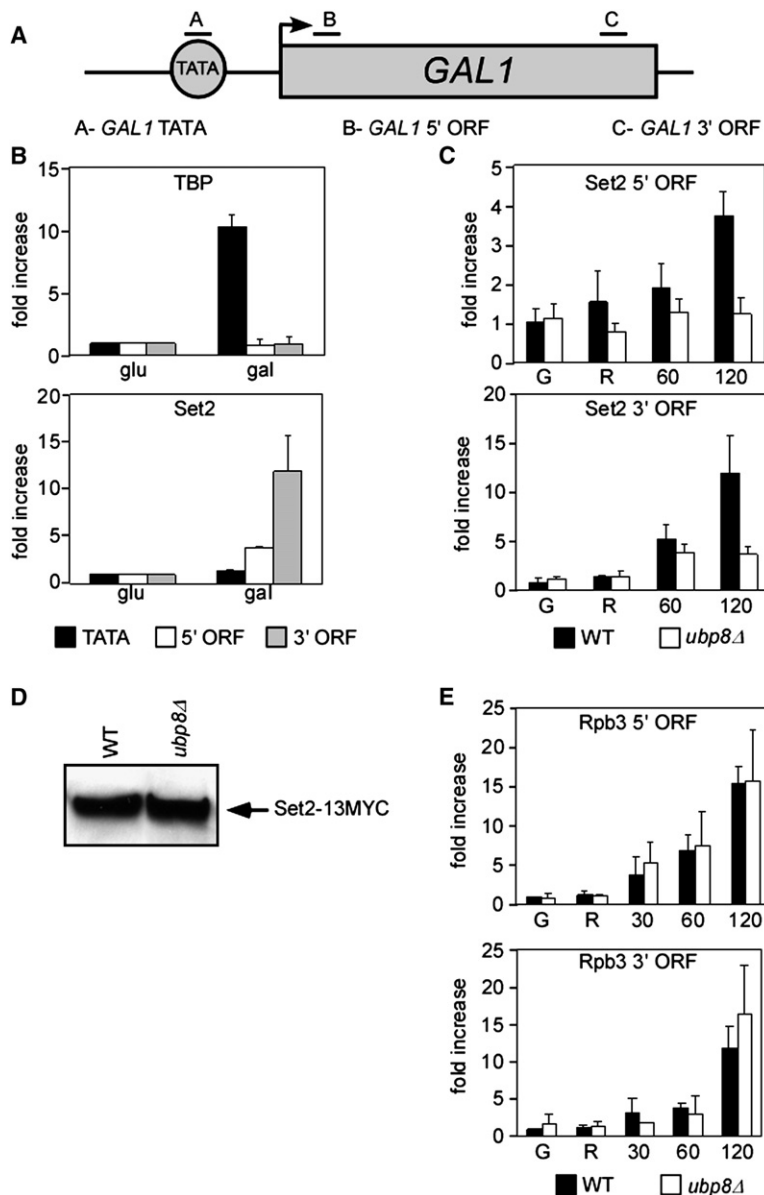 A
A B C
TATA GAL1
A- GAL1 TATA B- GAL1 5' ORF C- GAL1 3' ORF
B
TBP
fold increase
15
10
5
0
glu gal
Set2
fold increase
20
15
10
5
0
glu gal
TATA 5' ORF 3' ORF
C
Set2 5' ORF
fold increase
5
4
3
2
1
0
G R 60 120
Set2 3' ORF
fold increase
20
15
10
5
0
G R 60 120
WT ubp8Δ
D
WT ubp8Δ
Set2-13MYC
E
Rpb3 5' ORF
fold increase
25
20
15
10
5
0
G R 30 60 120
Rpb3 3' ORF
fold increase
25
20
15
10
5
0
G R 30 60 120
WT ubp8Δ